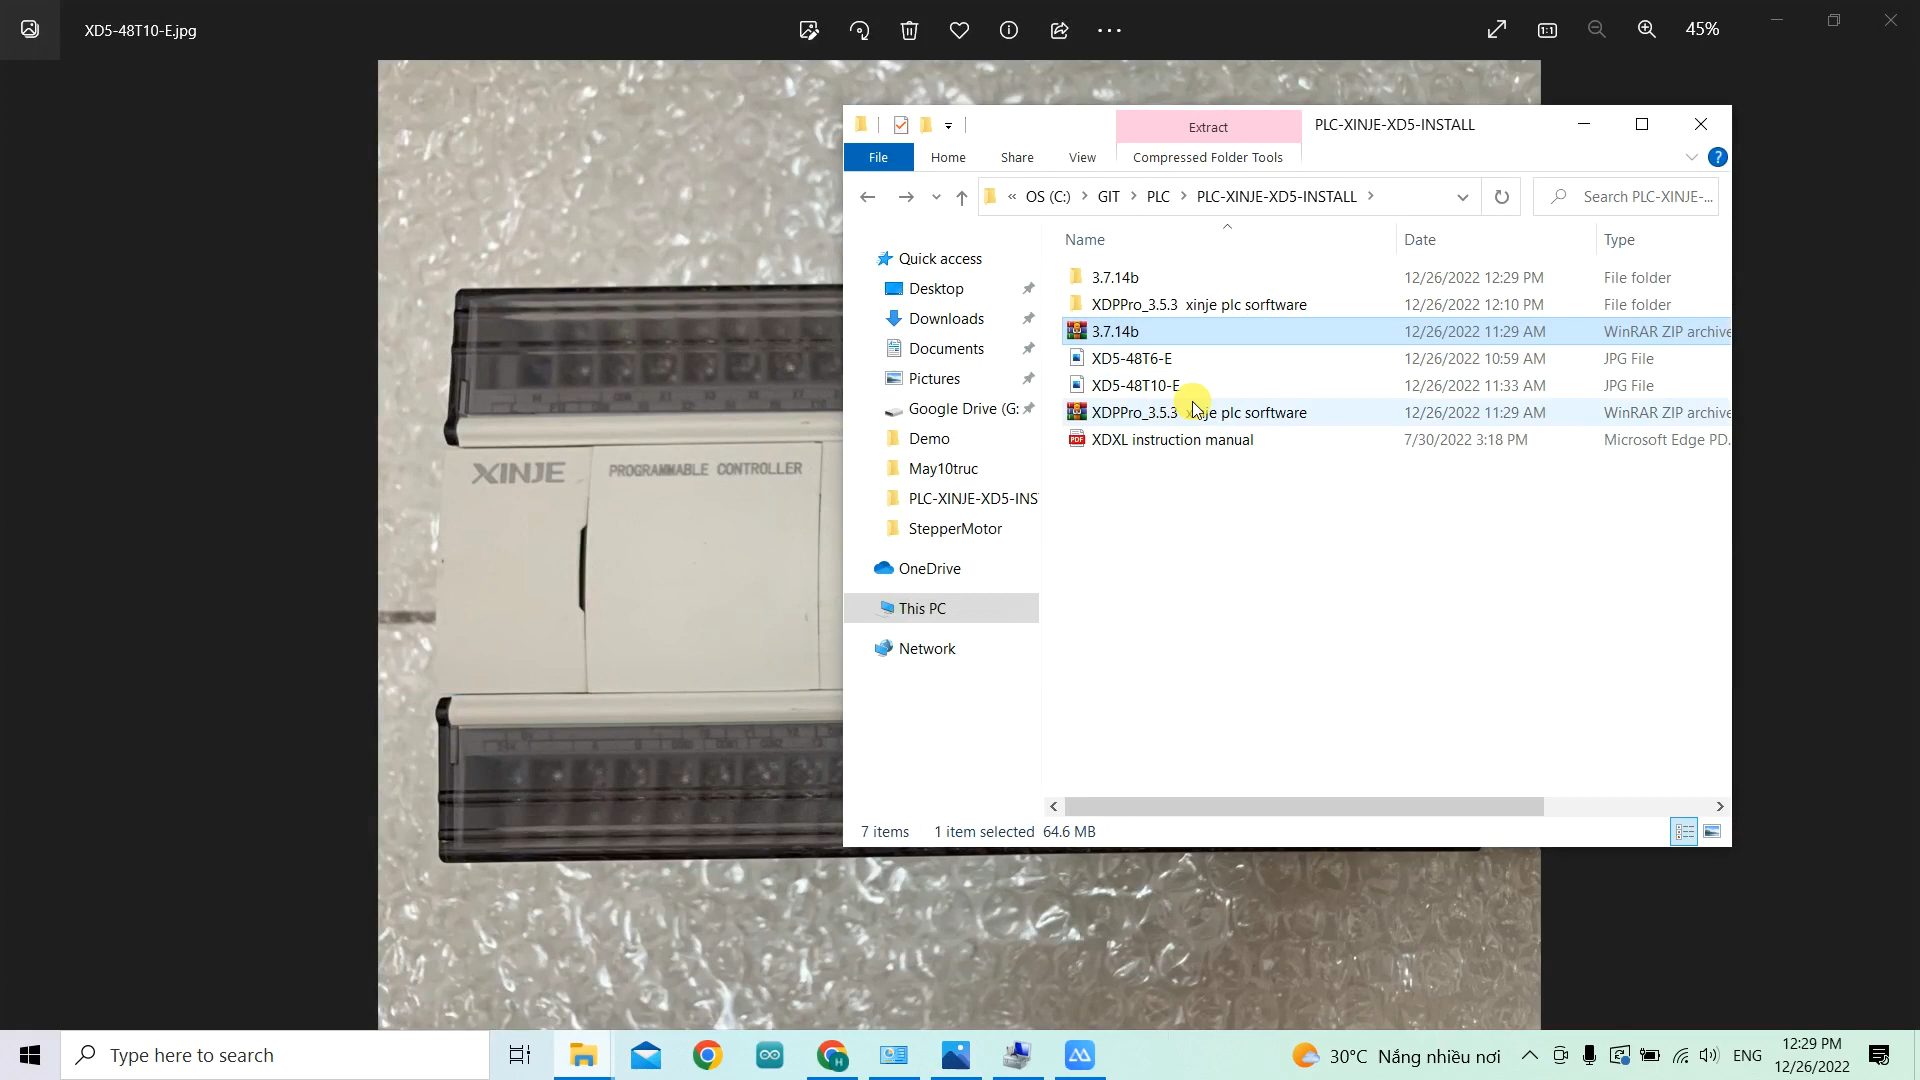 XD5-48T10-E.jpg
45%
Extract
PLC-XINJE-XD5-INSTALL
File
Home
Share
View
Compressed Folder Tools
« OS (C:) > GIT > PLC > PLC-XINJE-XD5-INSTALL >
Search PLC-XINJE-...
Name
Date
Type
Quick access
Desktop
Downloads
Documents
Pictures
Google Drive (G:
Demo
May10truc
PLC-XINJE-XD5-INS
StepperMotor
OneDrive
This PC
Network
3.7.14b 12/26/2022 12:29 PM File folder
XDPPro_3.5.3 xinje plc sorftware 12/26/2022 12:10 PM File folder
3.7.14b 12/26/2022 11:29 AM WinRAR ZIP archive
XD5-48T6-E 12/26/2022 10:59 AM JPG File
XD5-48T10-E 12/26/2022 11:33 AM JPG File
XDPPro_3.5.3 xinje plc sorftware 12/26/2022 11:29 AM WinRAR ZIP archive
XDXL instruction manual 7/30/2022 3:18 PM Microsoft Edge PD.
7 items 1 item selected 64.6 MB
XINJE
PROGRAMMABLE CONTROLLER
Type here to search
30°C Nắng nhiều nơi
ENG
12:29 PM
12/26/2022